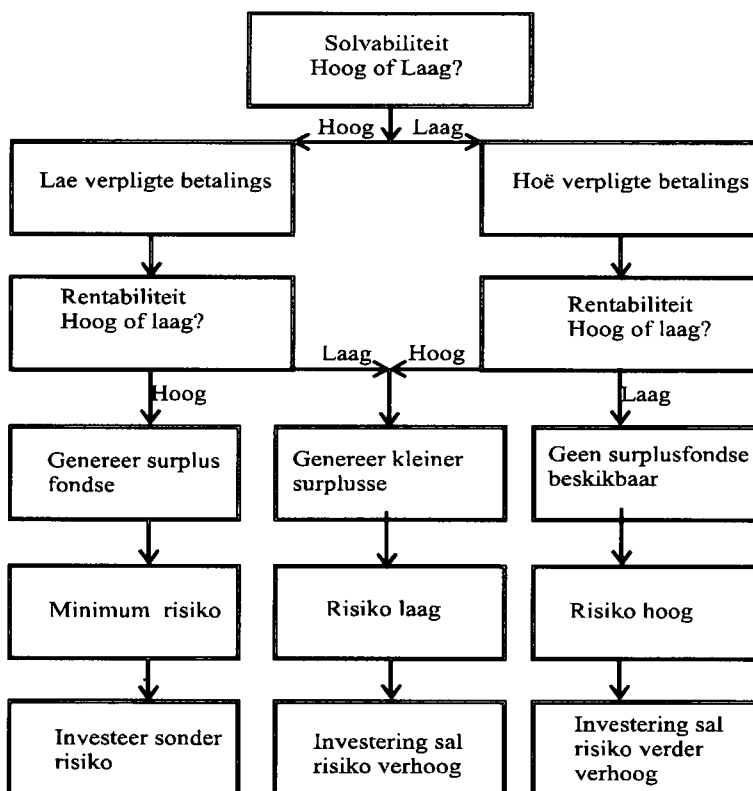 Solvabiliteit
Hoog of Laag?
Hoog
Laag
Lae verpligte betalings
Hoë verpligte betalings
Rentabiliteit
Hoog of laag?
Rentabiliteit
Hoog of laag?
Laag
Hoog
Hoog
Laag
Genereer surplus
fondse
Genereer kleiner
surplusse
Geen surplusfondse
beskikbaar
Minimum risiko
Risiko laag
Risiko hoog
Investeer sonder
risiko
Investering sal
risiko verhoog
Investering sal
risiko verder
verhoog